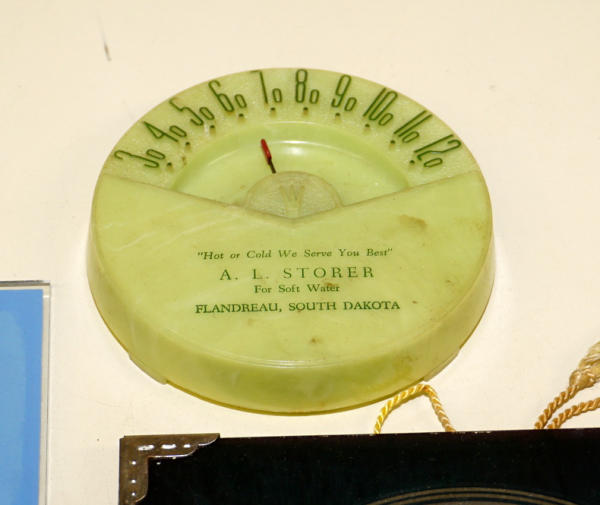 30 40 50 60 70 80 90 100 110 120
"Hot or Cold We Serve You Best"
A. L. STORER
For Soft Water
FLANDREAU, SOUTH DAKOTA